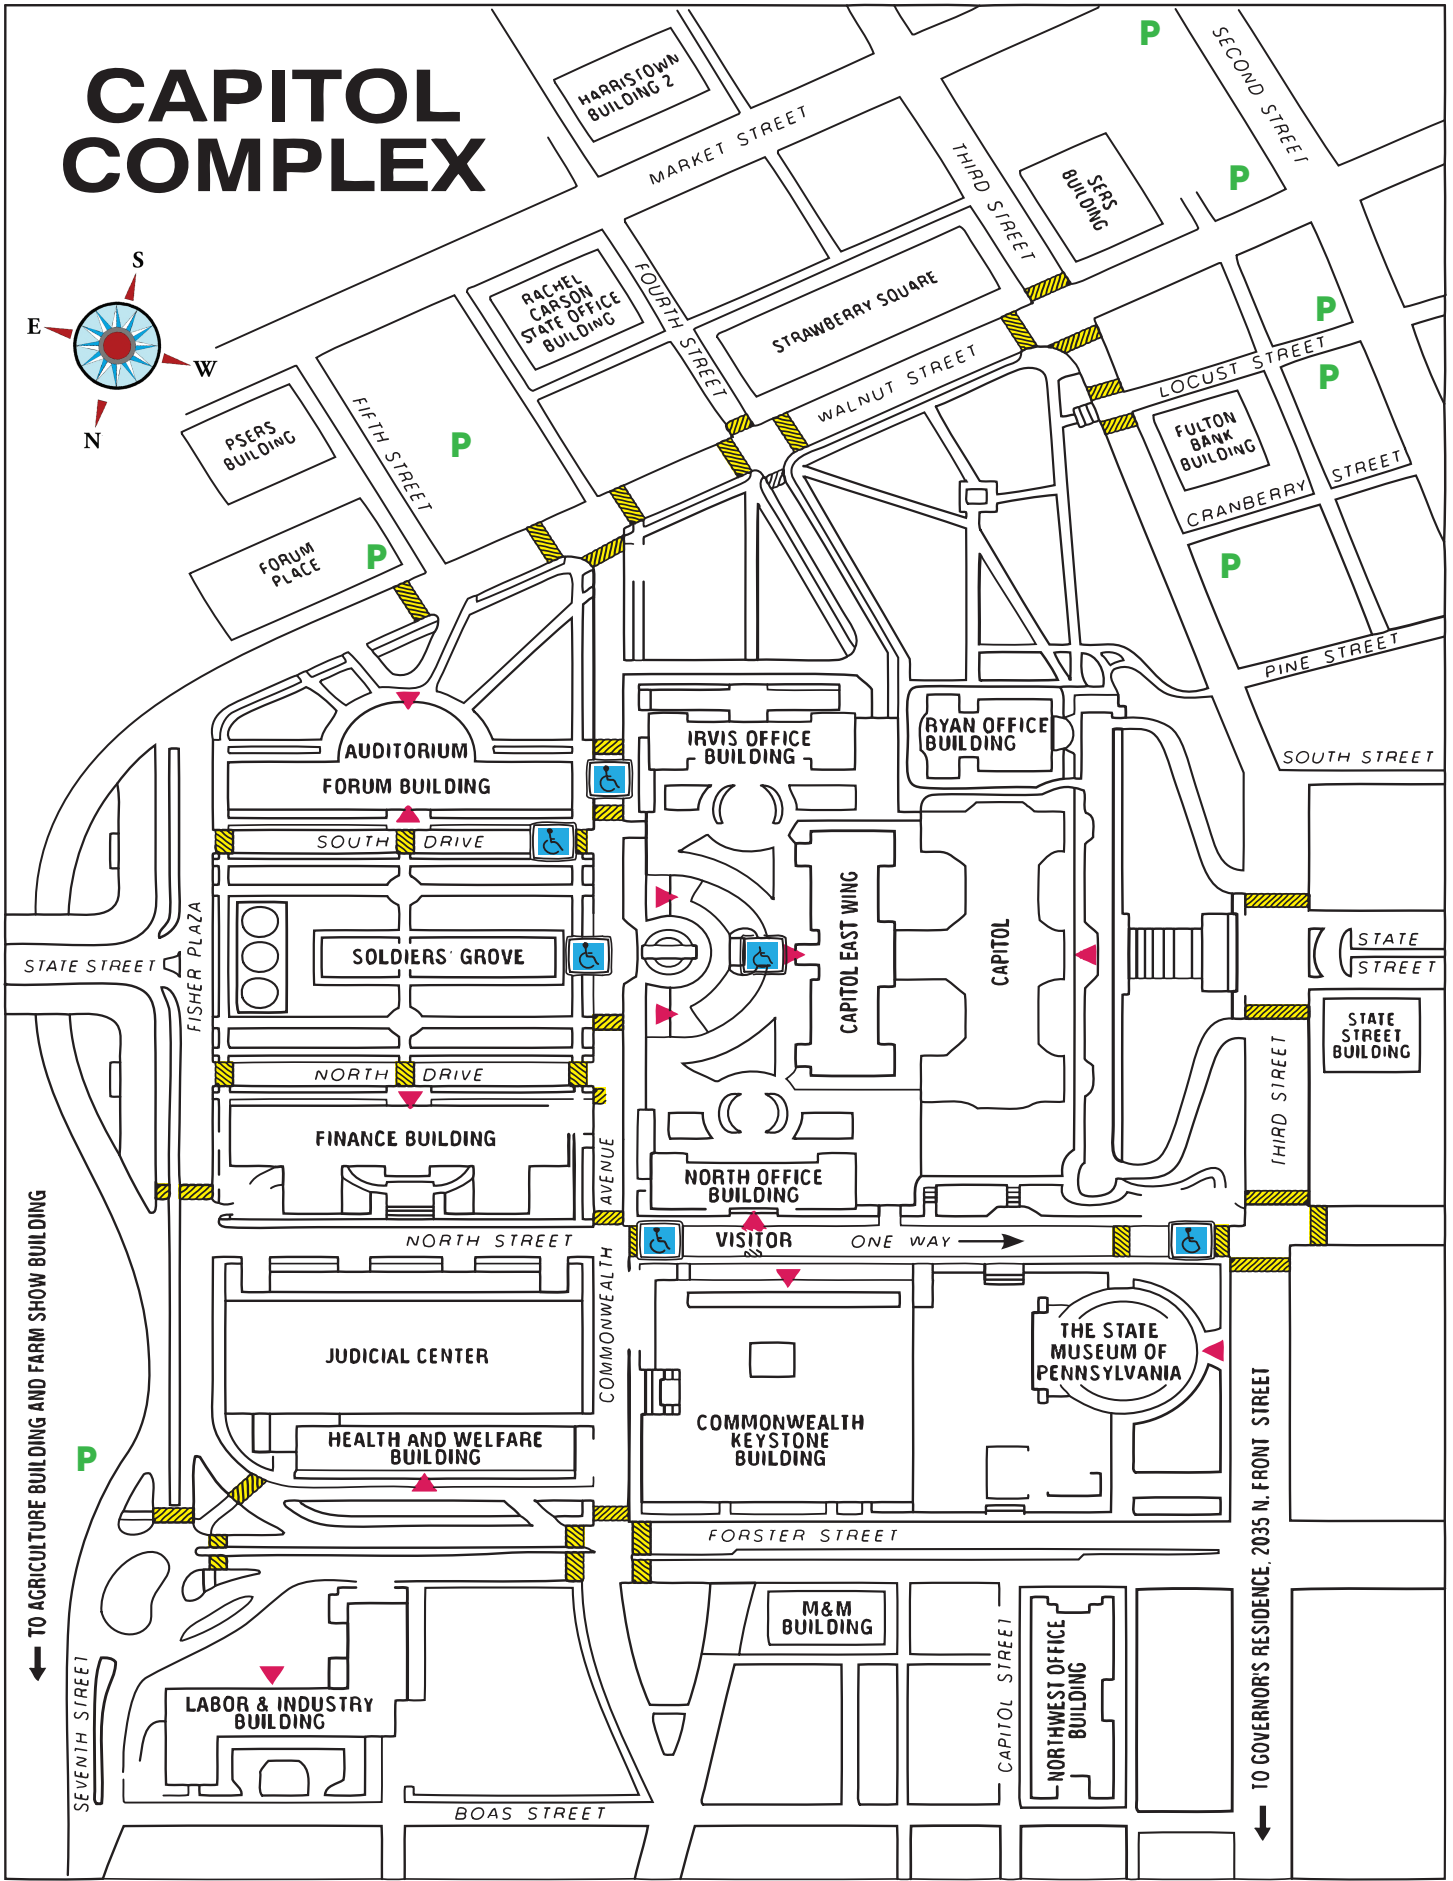 CAPITOL
COMPLEX
S
E
W
N
HARRISTOWN
BUILDING 2
MARKET STREET
THIRD STREET
SECOND STREET
P
P
SERS
BUILDING
RACHEL
CARSON
STATE OFFICE
BUILDING
FOURTH STREET
STRAWBERRY SQUARE
WALNUT STREET
LOCUST STREET
P
P
PSERS
BUILDING
FIFTH STREET
P
FULTON
BANK
BUILDING
CRANBERRY STREET
FORUM
PLACE
P
P
PINE STREET
SOUTH STREET
AUDITORIUM
FORUM BUILDING
IRVIS OFFICE
BUILDING
RYAN OFFICE
BUILDING
SOUTH DRIVE
FISHER PLAZA
STATE STREET
SOLDIERS' GROVE
CAPITOL EAST WING
CAPITOL
STATE
STREET
STATE
STREET
BUILDING
THIRD STREET
NORTH DRIVE
FINANCE BUILDING
NORTH OFFICE
BUILDING
COMMONWEALTH AVENUE
NORTH STREET
VISITOR
ONE WAY
JUDICIAL CENTER
THE STATE
MUSEUM OF
PENNSYLVANIA
COMMONWEALTH
KEYSTONE
BUILDING
HEALTH AND WELFARE
BUILDING
P
TO AGRICULTURE BUILDING AND FARM SHOW BUILDING
FORSTER STREET
TO GOVERNOR'S RESIDENCE, 2035 N. FRONT STREET
M&M
BUILDING
CAPITOL STREET
NORTHWEST OFFICE
BUILDING
LABOR & INDUSTRY
BUILDING
SEVENTH STREET
BOAS STREET